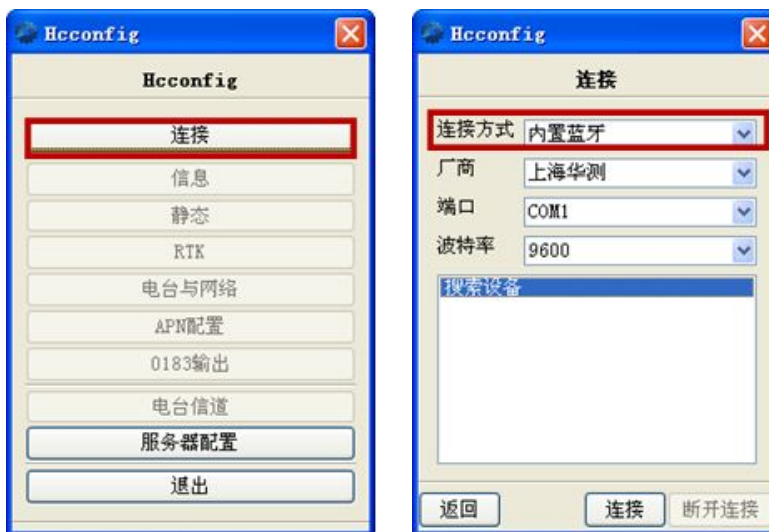 Hcconfig
Hcconfig
连接
信息
静态
RTK
电台与网络
APN配置
0183输出
电台信道
服务器配置
退出
Hcconfig
连接
连接方式 内置蓝牙
厂商 上海华测
端口 COM1
波特率 9600
搜索设备
返回 连接 断开连接